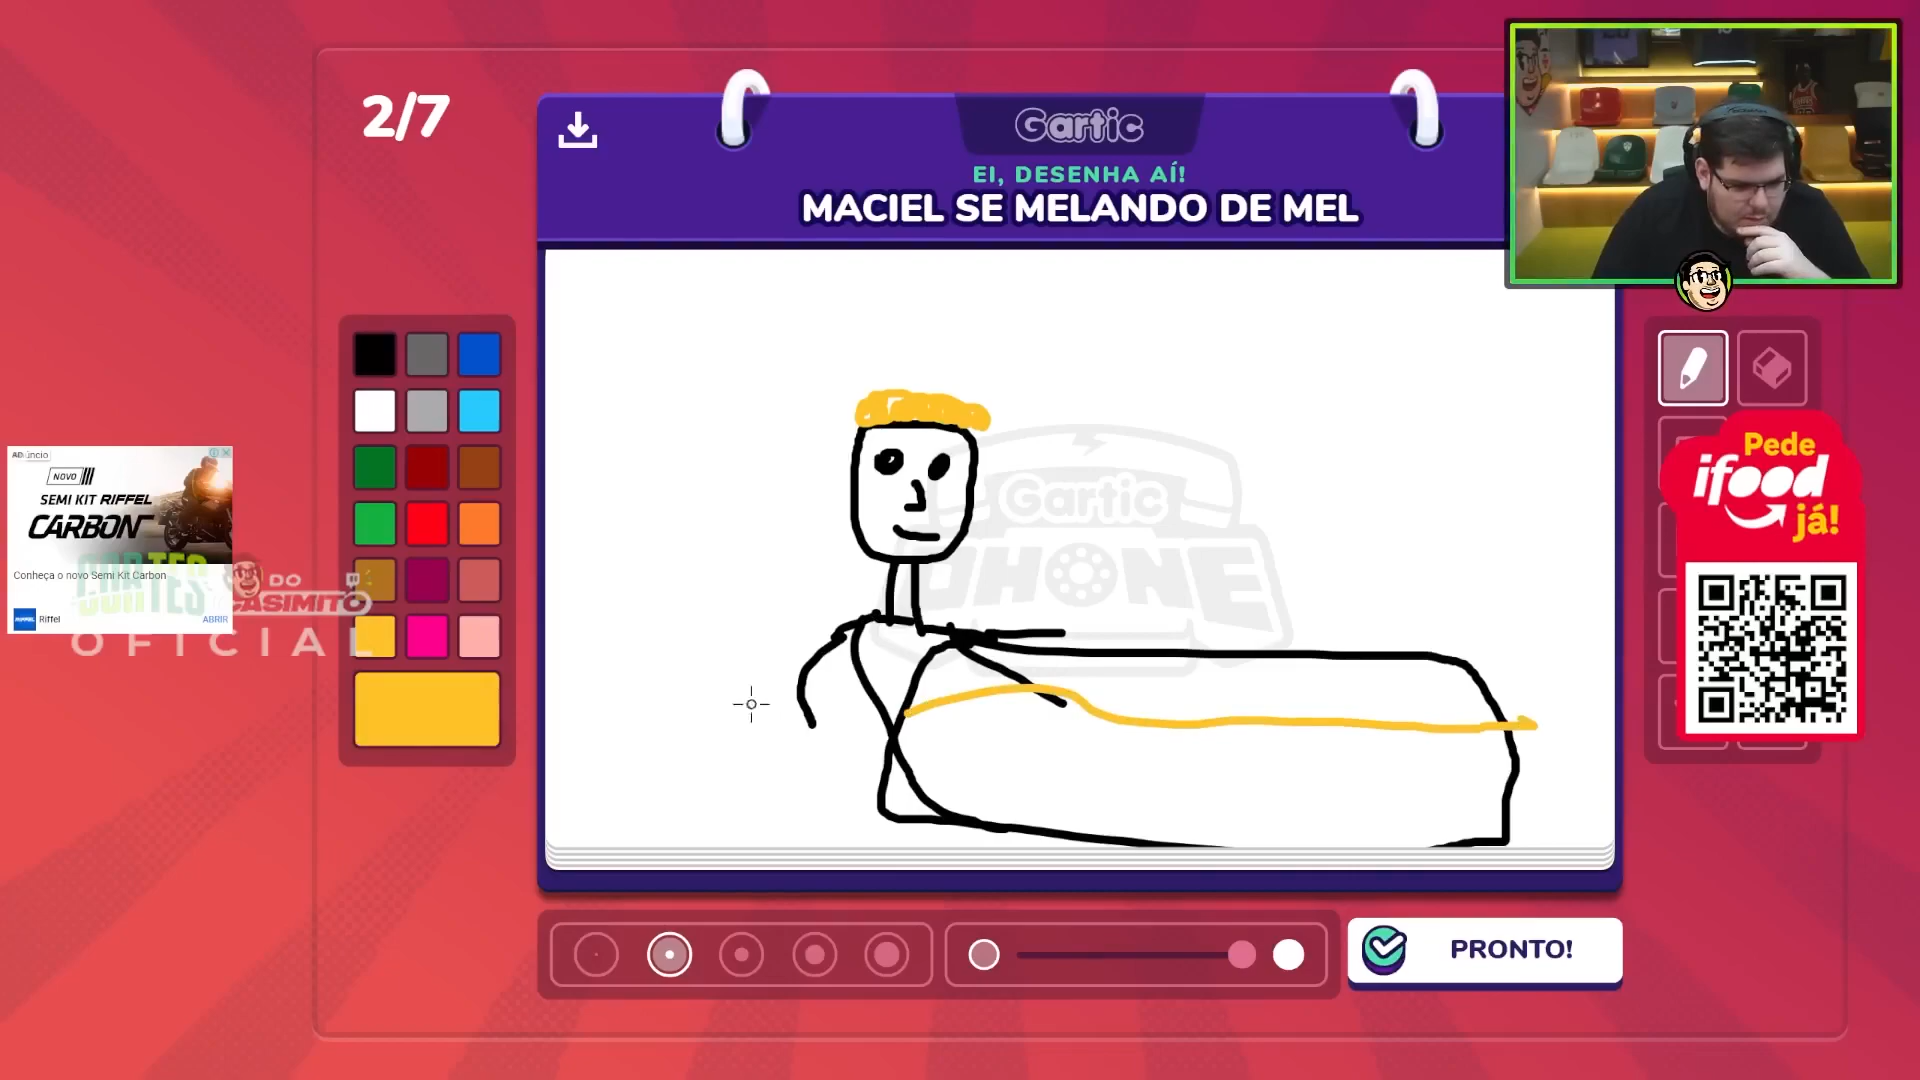 2/7
Gartic
EI, DESENHA AÍ!
MACIEL SE MELANDO DE MEL
Gartic
PHONE
Anúncio
NOVO
SEMI KIT RIFFEL
CARBON
Conheça o novo Semi Kit Carbon
Riffel
ABRIR
CORTES
DO
CASIMITO
OFICIAL
Pede
ifood
já!
PRONTO!